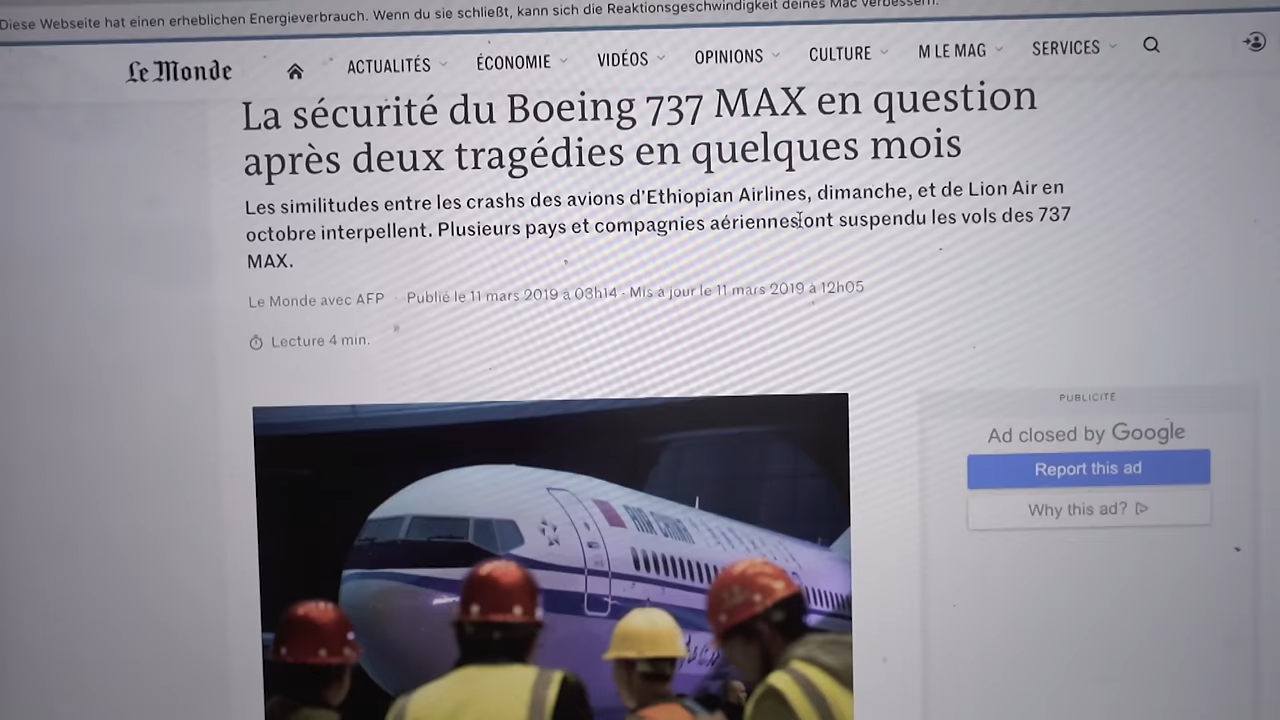 Diese Webseite hat einen erheblichen Energieverbrauch. Wenn du sie schließt, kann sich die Reaktionsgeschwindigkeit deines Mac verbessern.
Le Monde ACTUALITÉS ÉCONOMIE VIDÉOS OPINIONS CULTURE M LE MAG SERVICES
La sécurité du Boeing 737 MAX en question
après deux tragédies en quelques mois
Les similitudes entre les crashs des avions d'Ethiopian Airlines, dimanche, et de Lion Air en
octobre interpellent. Plusieurs pays et compagnies aériennes ont suspendu les vols des 737
MAX.
Le Monde avec AFP · Publié le 11 mars 2019 à 03h14 - Mis à jour le 11 mars 2019 à 12h05
Lecture 4 min.
PUBLICITÉ
Ad closed by Google
Report this ad
Why this ad?
AIR CHINA